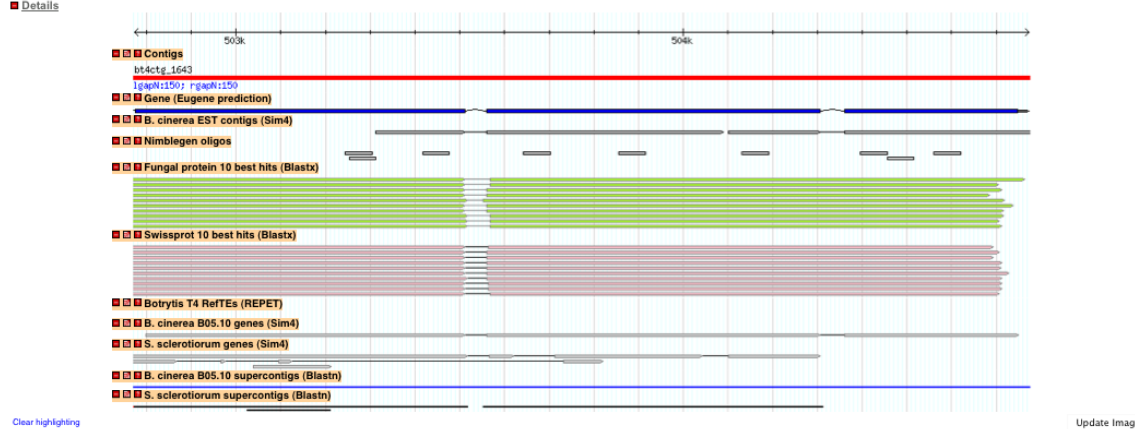 Details
503k 504k
Contigs
bt4ctg_1643
lgapN:150; rgapN:150
Gene (Eugene prediction)
B. cinerea EST contigs (Sim4)
Nimblegen oligos
Fungal protein 10 best hits (Blastx)
Swissprot 10 best hits (Blastx)
Botrytis T4 RefTEs (REPET)
B. cinerea B05.10 genes (Sim4)
S. sclerotiorum genes (Sim4)
B. cinerea B05.10 supercontigs (Blastn)
S. sclerotiorum supercontigs (Blastn)
Clear highlighting Update Imag